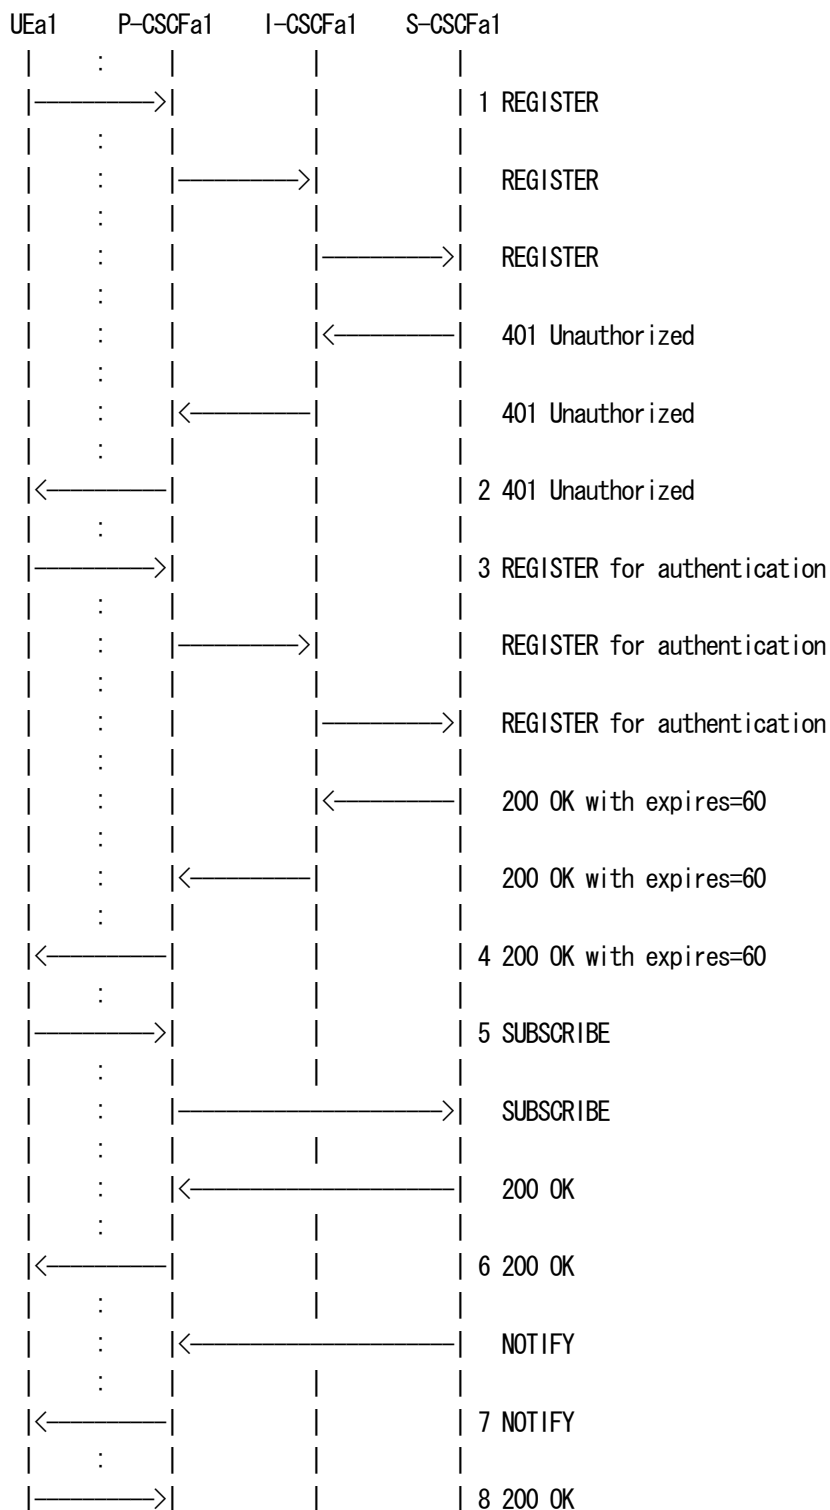 UEa1 P-CSCFa1 I-CSCFa1 S-CSCFa1
1 REGISTER
REGISTER
REGISTER
401 Unauthorized
401 Unauthorized
2 401 Unauthorized
3 REGISTER for authentication
REGISTER for authentication
REGISTER for authentication
200 OK with expires=60
200 OK with expires=60
4 200 OK with expires=60
5 SUBSCRIBE
SUBSCRIBE
200 OK
6 200 OK
NOTIFY
7 NOTIFY
8 200 OK